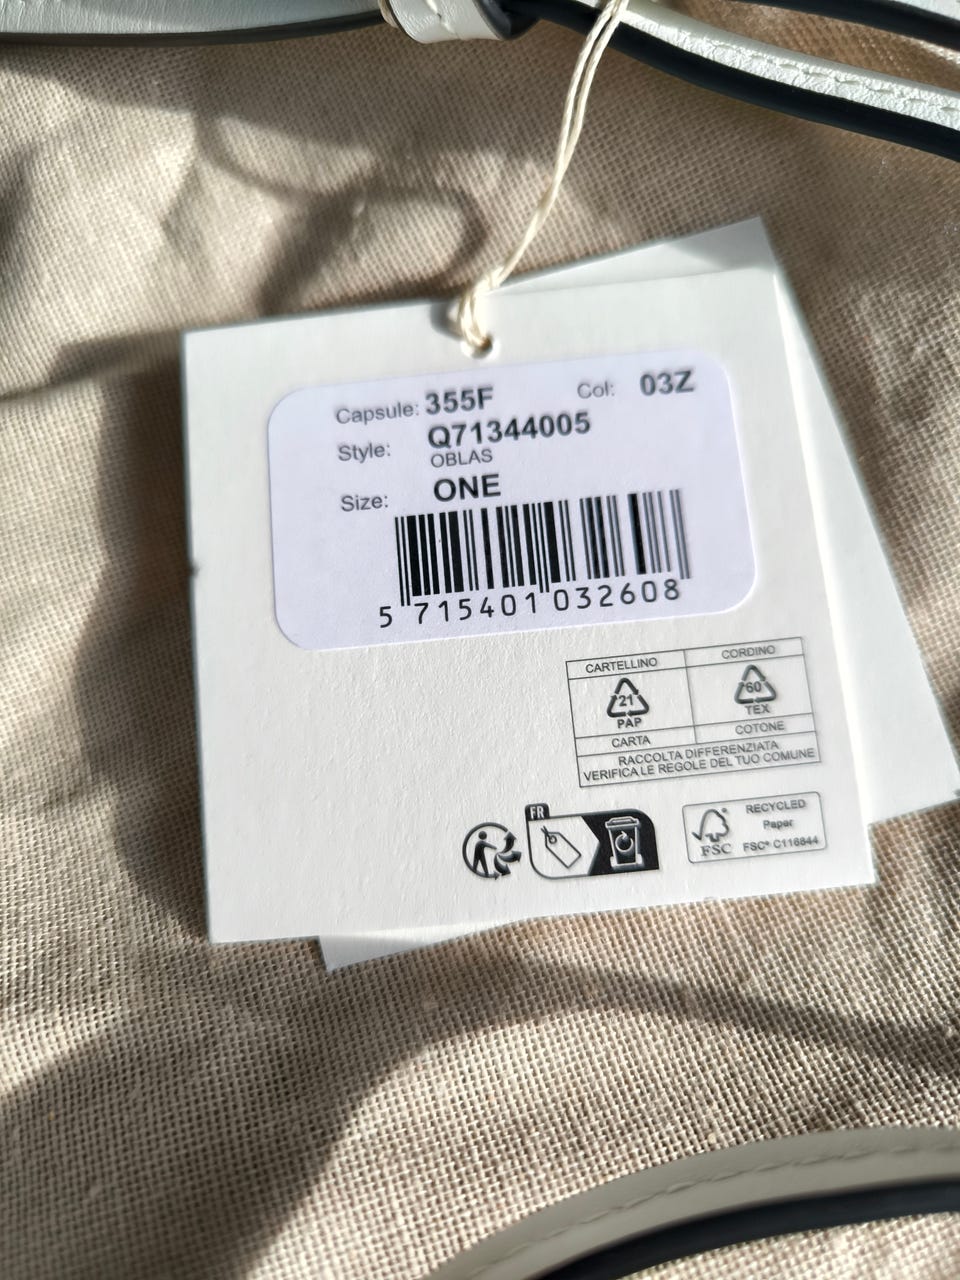 Capsule: 355F Col: 03Z
Style: Q71344005
OBLAS
Size: ONE
5 715401 032608
CARTELLINO CORDINO
21 60
PAP TEX
CARTA COTONE
RACCOLTA DIFFERENZIATA
VERIFICA LE REGOLE DEL TUO COMUNE
FR
RECYCLED
Paper
FSC FSC® C116844